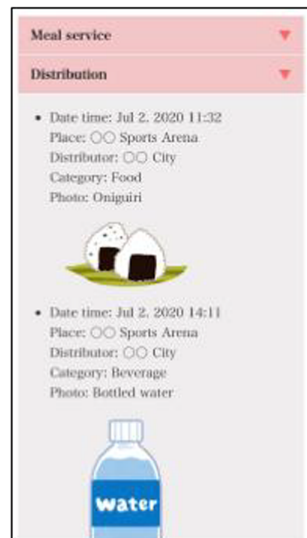 Meal service ▼
Distribution ▼
• Date time: Jul 2, 2020 11:32
Place: ○○ Sports Arena
Distributor: ○○ City
Category: Food
Photo: Oniguiri
• Date time: Jul 2, 2020 14:11
Place: ○○ Sports Arena
Distributor: ○○ City
Category: Beverage
Photo: Bottled water
Water